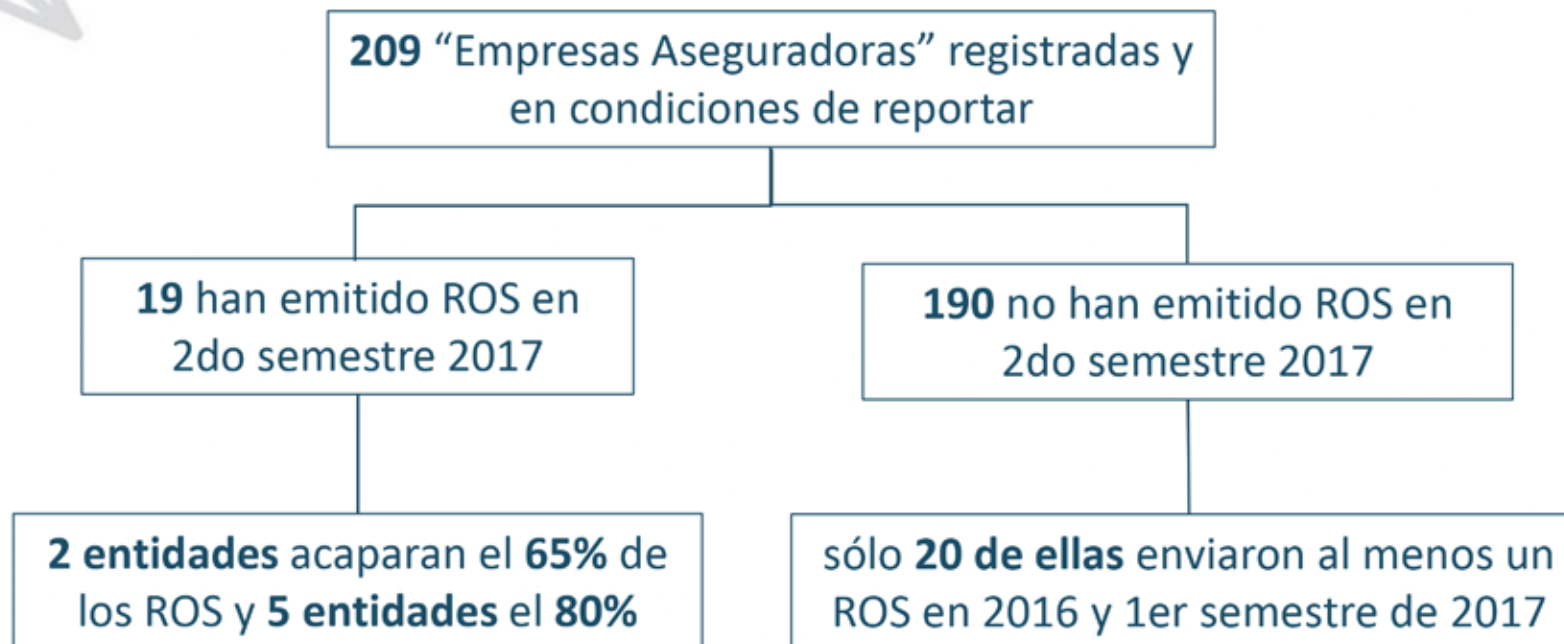 209 “Empresas Aseguradoras” registradas y
en condiciones de reportar
19 han emitido ROS en
2do semestre 2017
190 no han emitido ROS en
2do semestre 2017
2 entidades acaparan el 65% de
los ROS y 5 entidades el 80%
sólo 20 de ellas enviaron al menos un
ROS en 2016 y 1er semestre de 2017